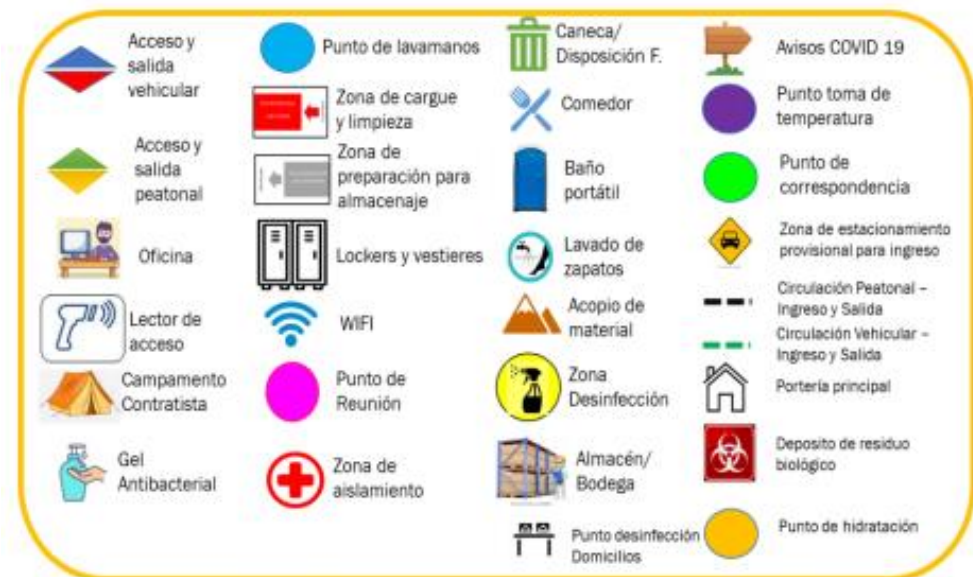 Acceso y
salida
vehicular
Acceso y
salida
peatonal
Oficina
Lector de
acceso
Campamento
Contratista
Gel
Antibacterial
Punto de lavamanos
Zona de cargue
y limpieza
Zona de
preparación para
almacenaje
Lockers y vestieres
WIFI
Punto de
Reunión
Zona de
aislamiento
Caneca/
Disposición F.
Comedor
Baño
portátil
Lavado de
zapatos
Acopio de
material
Zona
Desinfección
Almacén/
Bodega
Punto desinfección
Domicilios
Avisos COVID 19
Punto toma de
temperatura
Punto de
correspondencia
Zona de estacionamiento
provisional para ingreso
Circulación Peatonal –
Ingreso y Salida
Circulación Vehicular –
Ingreso y Salida
Portería principal
Deposito de residuo
biológico
Punto de hidratación